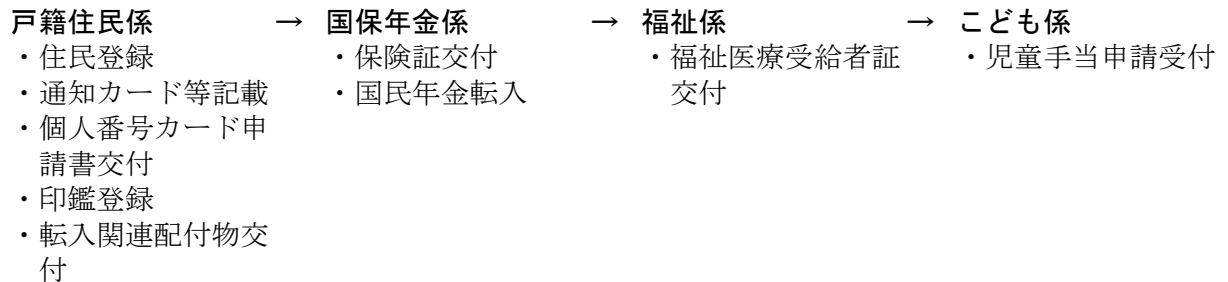 戸籍住民係 → 国保年金係 → 福祉係 → こども係
・住民登録 ・保険証交付 ・福祉医療受給者証 ・児童手当申請受付
・通知カード等記載 ・国民年金転入 交付
・個人番号カード申
請書交付
・印鑑登録
・転入関連配付物交
付